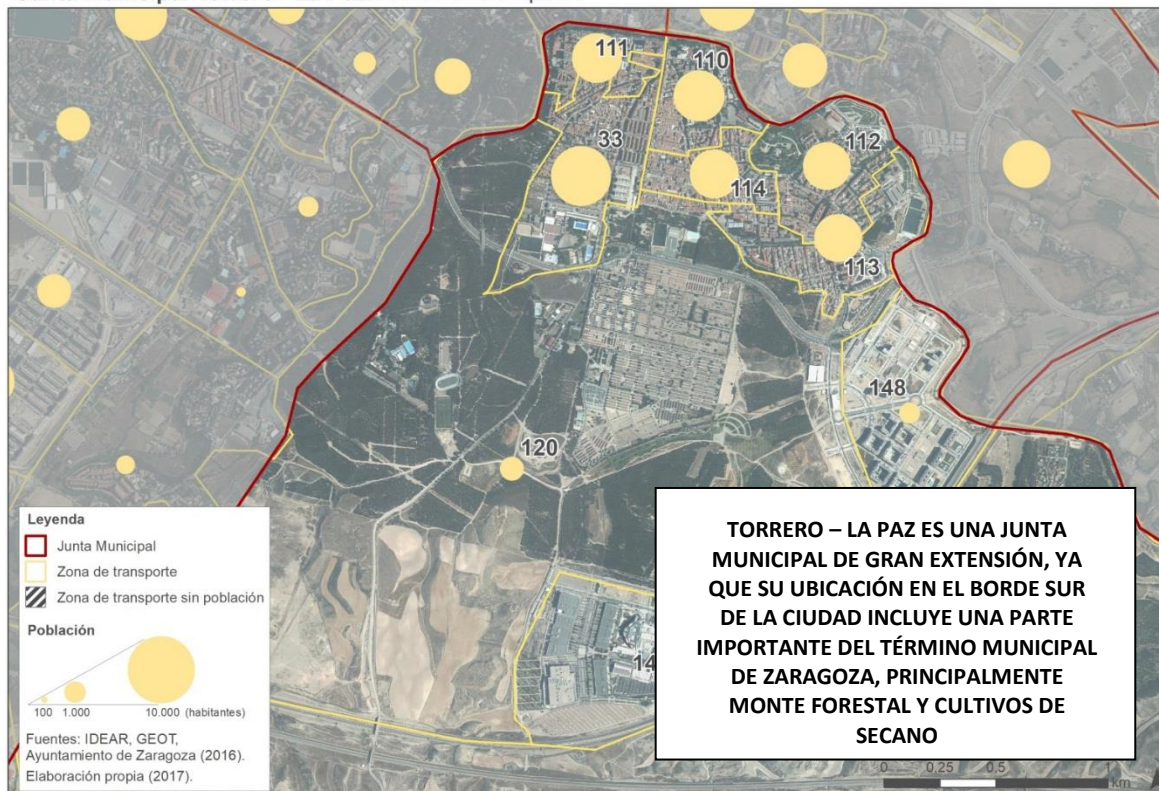 111
110
33
112
114
113
148
120
14
Leyenda
Junta Municipal
Zona de transporte
Zona de transporte sin población
Población
100 1.000 10.000 (habitantes)
Fuentes: IDEAR, GEOT,
Ayuntamiento de Zaragoza (2016).
Elaboración propia (2017).
TORRERO – LA PAZ ES UNA JUNTA
MUNICIPAL DE GRAN EXTENSIÓN, YA
QUE SU UBICACIÓN EN EL BORDE SUR
DE LA CIUDAD INCLUYE UNA PARTE
IMPORTANTE DEL TÉRMINO MUNICIPAL
DE ZARAGOZA, PRINCIPALMENTE
MONTE FORESTAL Y CULTIVOS DE
SECANO
0 0,25 0,5 1
km